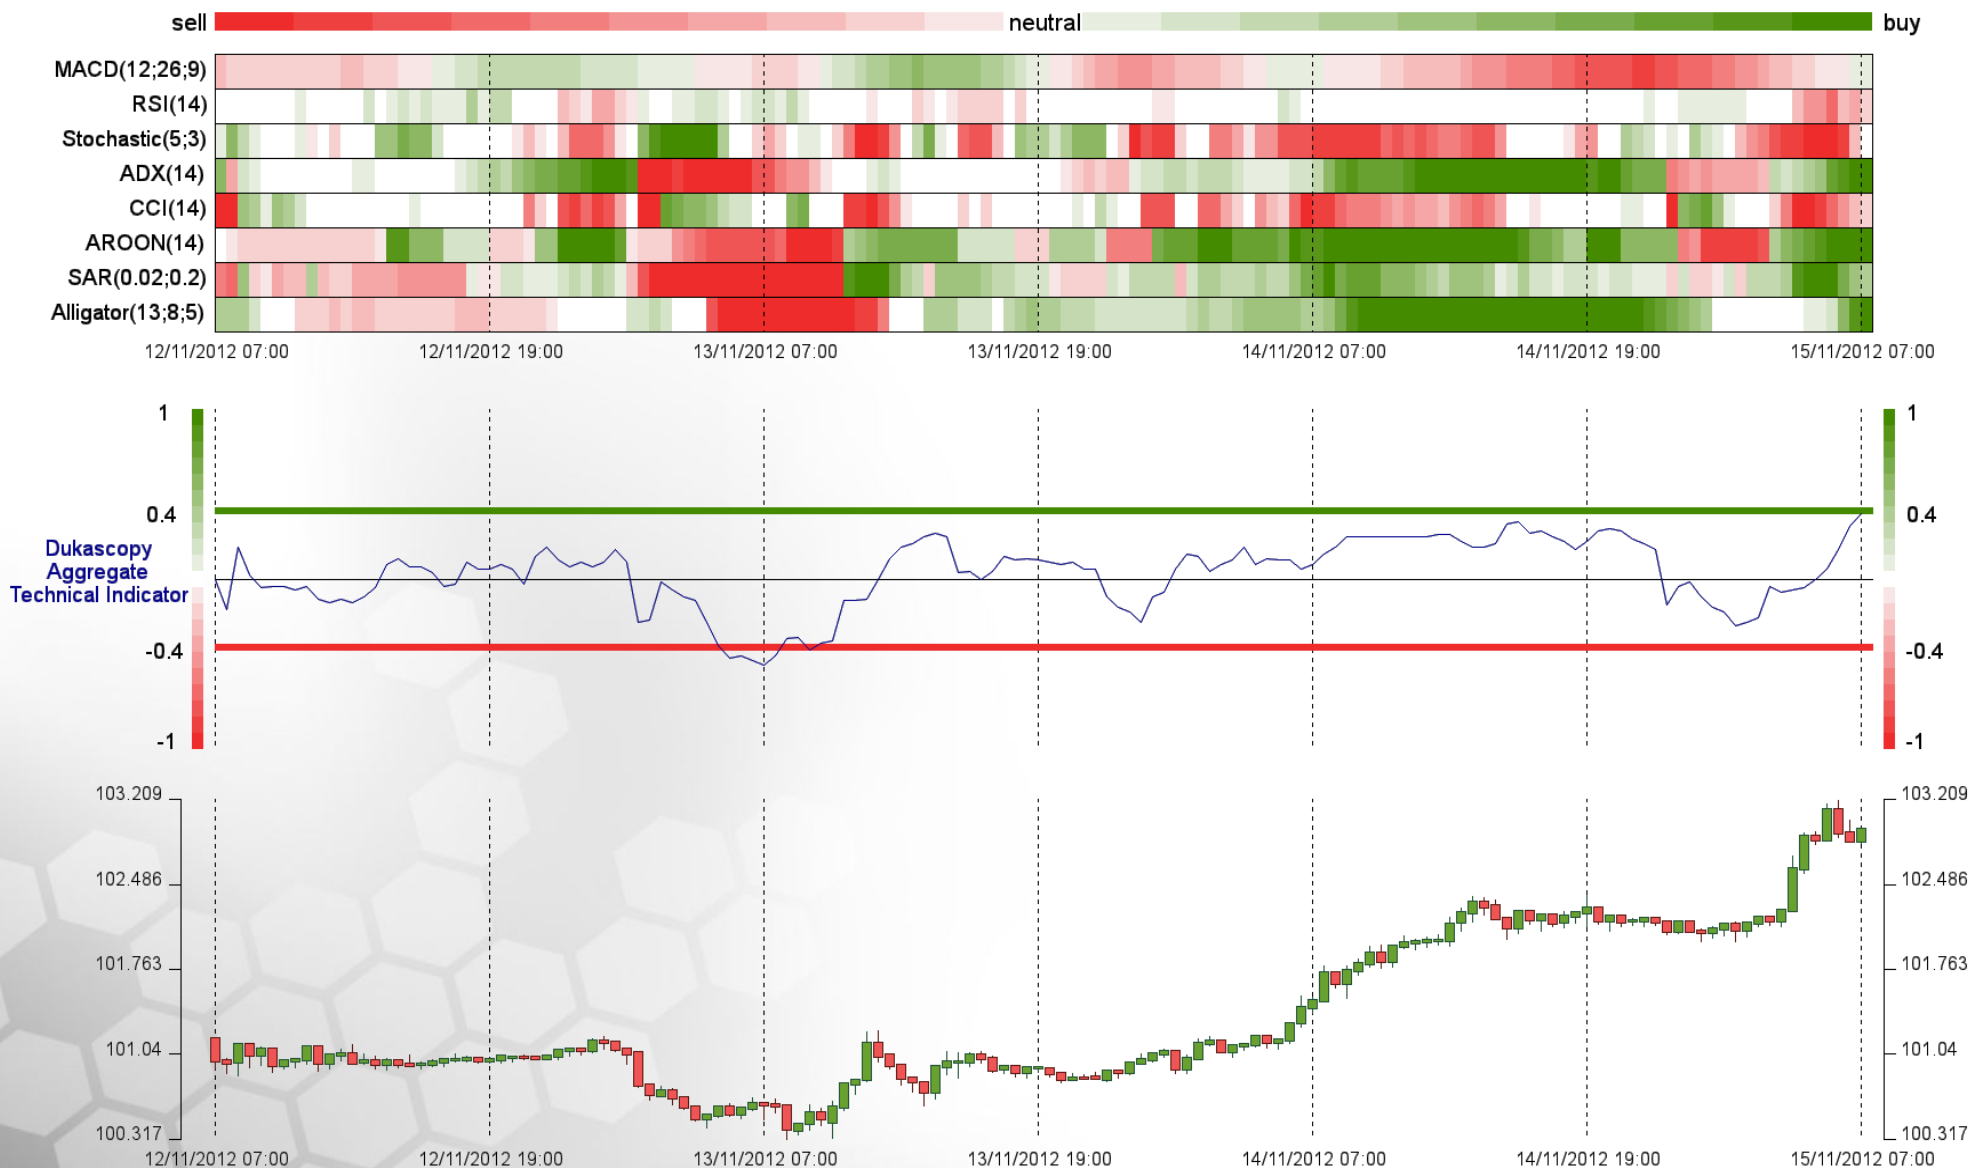 sell neutral buy
MACD(12;26;9)
RSI(14)
Stochastic(5;3)
ADX(14)
CCI(14)
AROON(14)
SAR(0.02;0.2)
Alligator(13;8;5)
12/11/2012 07:00 12/11/2012 19:00 13/11/2012 07:00 13/11/2012 19:00 14/11/2012 07:00 14/11/2012 19:00 15/11/2012 07:00
1 1
0.4 0.4
Dukascopy
Aggregate
Technical Indicator
-0.4 -0.4
-1 -1
103.209 103.209
102.486 102.486
101.763 101.763
101.04 101.04
100.317 100.317
12/11/2012 07:00 12/11/2012 19:00 13/11/2012 07:00 13/11/2012 19:00 14/11/2012 07:00 14/11/2012 19:00 15/11/2012 07:00